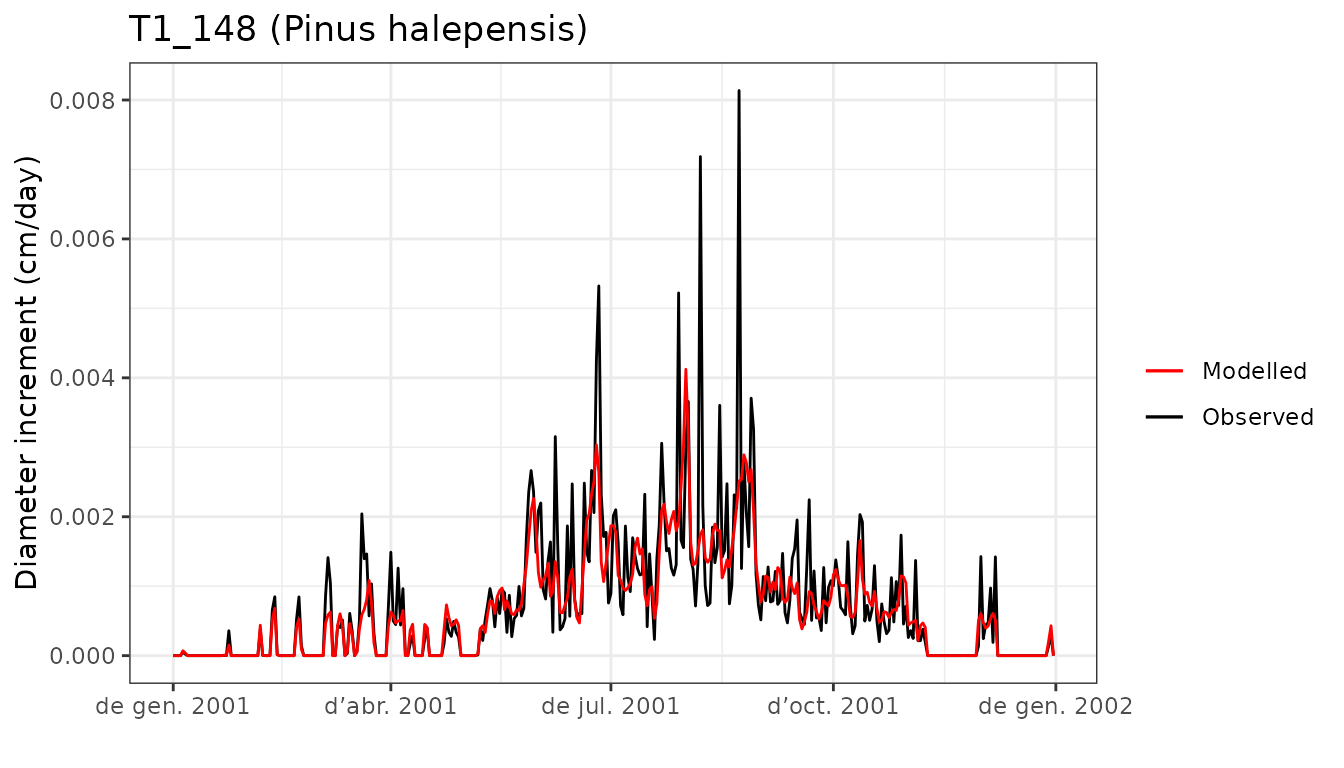 T1_148 (Pinus halepensis)
Diameter increment (cm/day)
0.008
0.006
0.004
0.002
0.000
de gen. 2001
d’abr. 2001
de jul. 2001
d’oct. 2001
de gen. 2002
Modelled
Observed